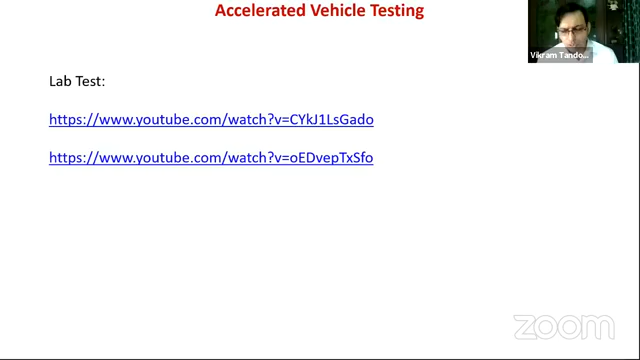 Accelerated Vehicle Testing
Vikram Tando...
Lab Test:
https://www.youtube.com/watch?v=CYkJ1LsGado
https://www.youtube.com/watch?v=oEDvepTxSfo
zoom